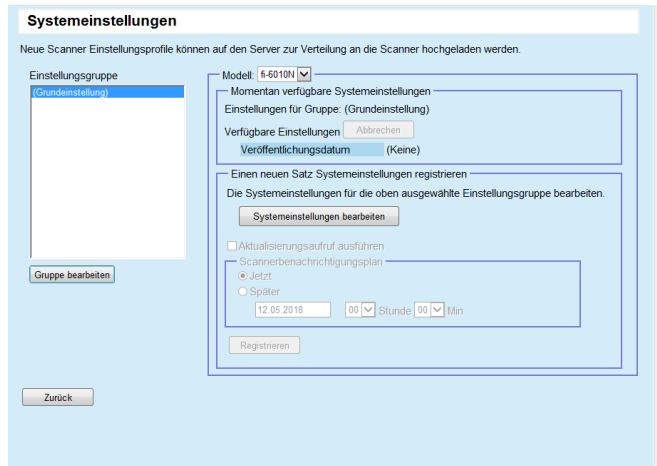 Systemeinstellungen
Neue Scanner Einstellungsprofile können auf den Server zur Verteilung an die Scanner hochgeladen werden.
Einstellungsgruppe
(Grundeinstellung)
Gruppe bearbeiten
Modell: fi-6010N
Momentan verfügbare Systemeinstellungen
Einstellungen für Gruppe: (Grundeinstellung)
Verfügbare Einstellungen Abbrechen
Veröffentlichungsdatum (Keine)
Einen neuen Satz Systemeinstellungen registrieren
Die Systemeinstellungen für die oben ausgewählte Einstellungsgruppe bearbeiten.
Systemeinstellungen bearbeiten
Aktualisierungsaufruf ausführen
Scannerbenachrichtigungsplan
Jetzt
Später
12.05.2018 00 Stunde 00 Min
Registrieren
Zurück